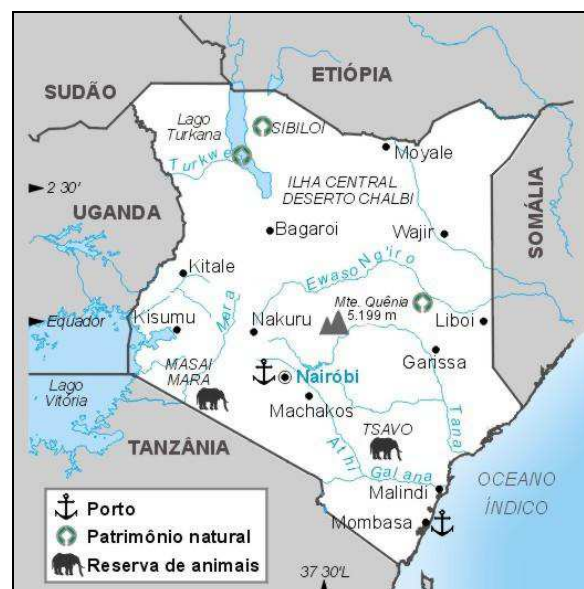 ETIÓPIA
SUDÃO
Lago
Turkana
SIBILOI
Turkwe
Moyale
2 30'
ILHA CENTRAL
DESERTO CHALBI
SOMÁLIA
UGANDA
Bagaroi
Wajir
Kitale
Ewaso Ng'iro
Mte. Quênia
5.199 m
Equador
Kisumu
Mara
Nakuru
Liboi
Garissa
MASAI
MARA
Nairóbi
Lago
Vitória
Machakos
TSAVO
Tana
TANZÂNIA
Athi
Galana
OCEANO
ÍNDICO
Malindi
Mombasa
Porto
Patrimônio natural
Reserva de animais
37 30'L